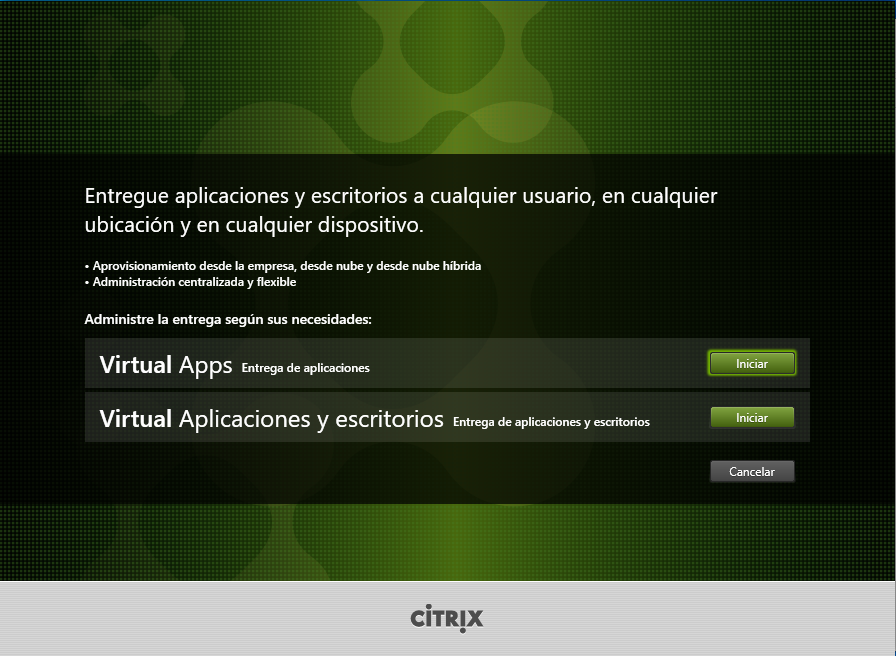 Entregue aplicaciones y escritorios a cualquier usuario, en cualquier
ubicación y en cualquier dispositivo.
• Aprovisionamiento desde la empresa, desde nube y desde nube híbrida
• Administración centralizada y flexible
Administre la entrega según sus necesidades:
Virtual Apps Entrega de aplicaciones Iniciar
Virtual Aplicaciones y escritorios Entrega de aplicaciones y escritorios Iniciar
Cancelar
CITRIX